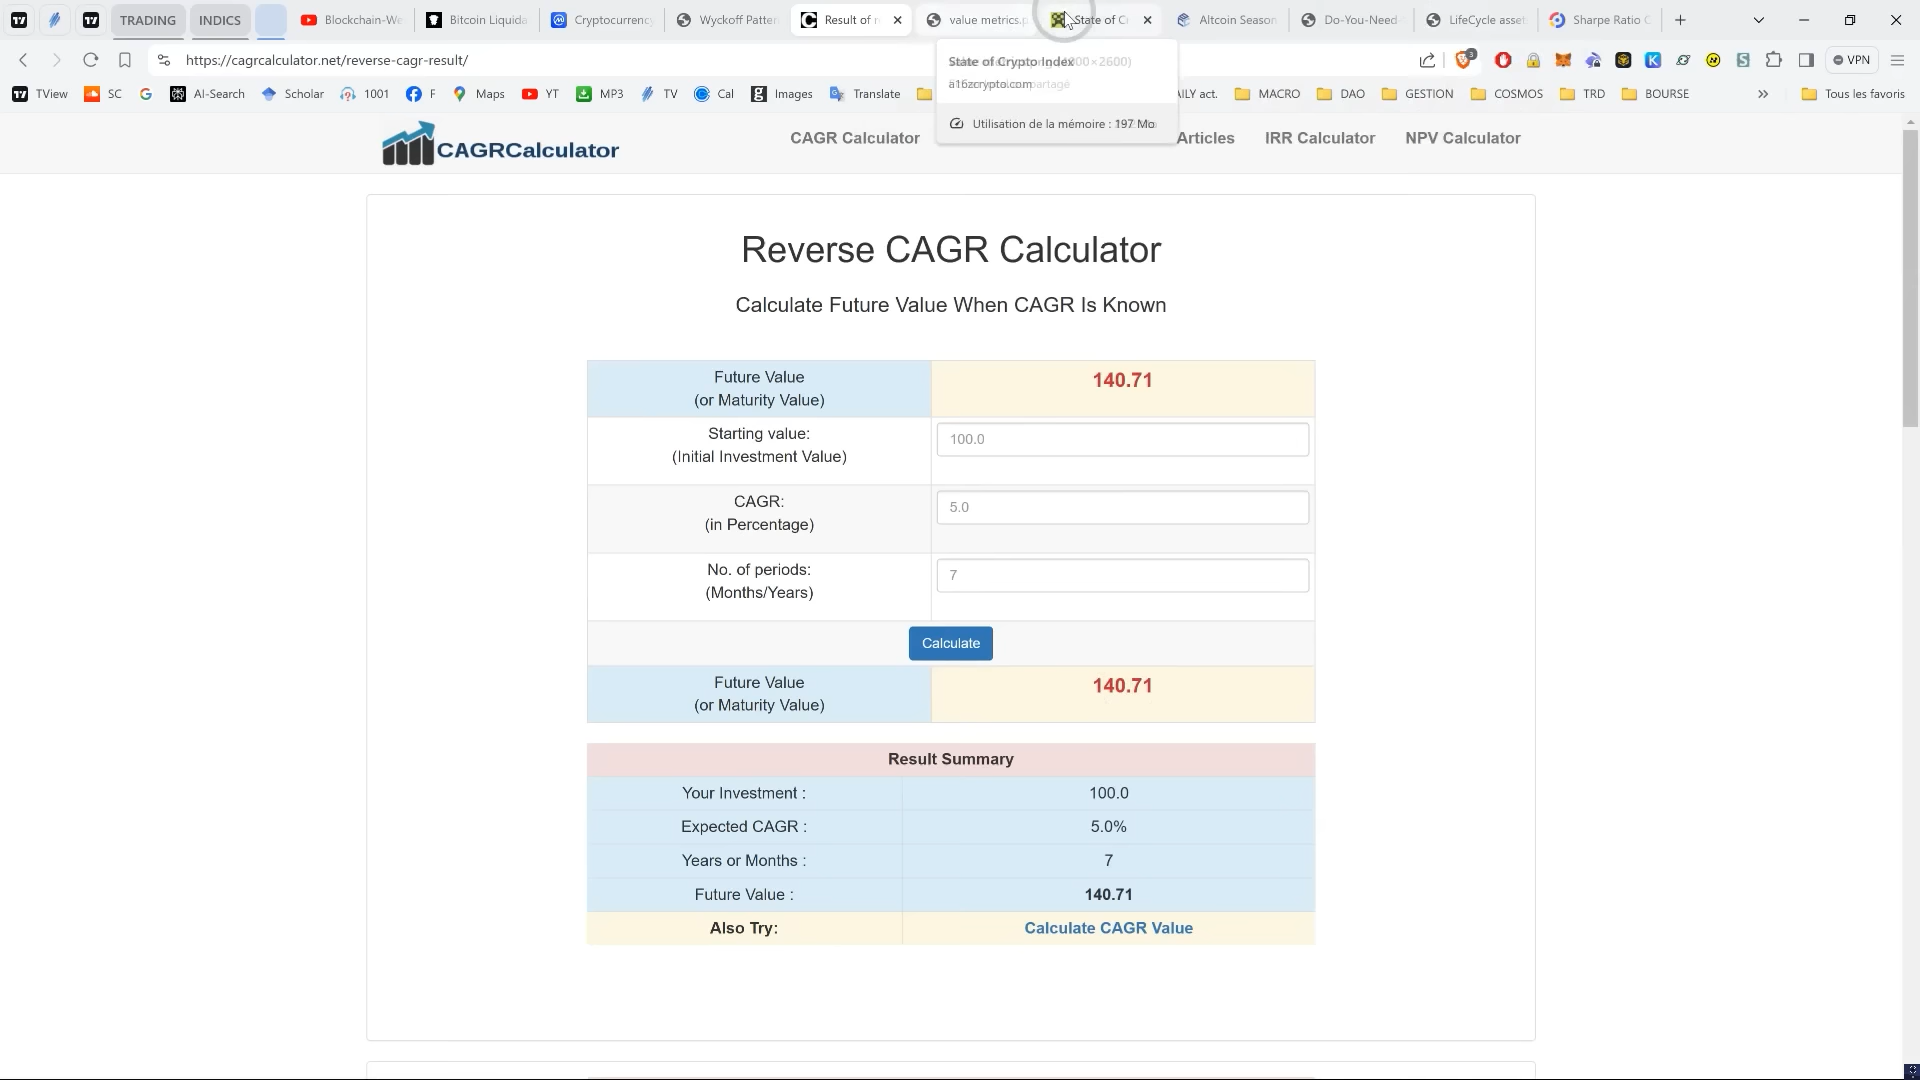 TRADING
INDICS
Blockchain-We
Bitcoin Liquida
Cryptocurrency
Wyckoff Patter
Result of r
value metrics.p
State of Cr
Altcoin Season
Do-You-Need-
LifeCycle asset
Sharpe Ratio C
https://cagrcalculator.net/reverse-cagr-result/
3
VPN
TView
SC
AI-Search
Scholar
1001
F
Maps
YT
MP3
TV
Cal
Images
Translate
AILY act.
MACRO
DAO
GESTION
COSMOS
TRD
BOURSE
Tous les favoris
State of Crypto Index
a16zcrypto.com
Utilisation de la mémoire : 197 Mo
CAGRCalculator
CAGR Calculator
Articles
IRR Calculator
NPV Calculator
Reverse CAGR Calculator
Calculate Future Value When CAGR Is Known
Future Value
(or Maturity Value)
140.71
Starting value:
(Initial Investment Value)
100.0
CAGR:
(in Percentage)
5.0
No. of periods:
(Months/Years)
7
Calculate
Future Value
(or Maturity Value)
140.71
Result Summary
Your Investment :
100.0
Expected CAGR :
5.0%
Years or Months :
7
Future Value :
140.71
Also Try:
Calculate CAGR Value